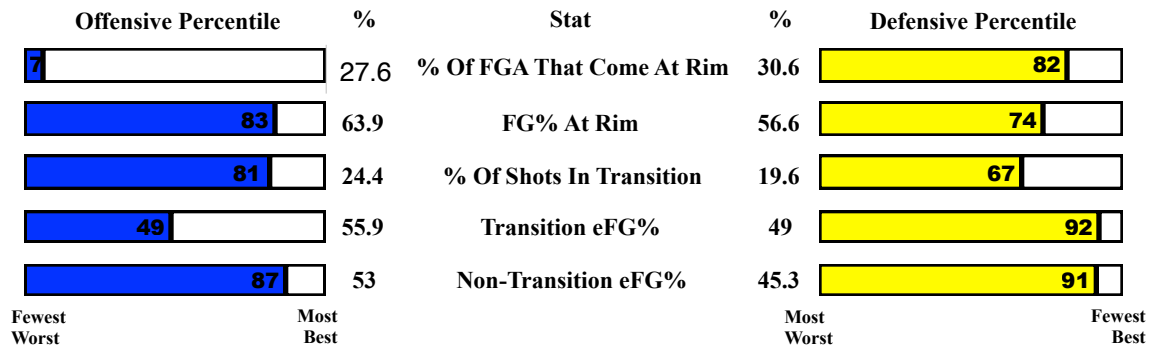 Offensive Percentile % Stat % Defensive Percentile
7 27.6 % Of FGA That Come At Rim 30.6 82
83 63.9 FG% At Rim 56.6 74
81 24.4 % Of Shots In Transition 19.6 67
49 55.9 Transition eFG% 49 92
87 53 Non-Transition eFG% 45.3 91
Fewest Most Most Fewest
Worst Best Worst Best